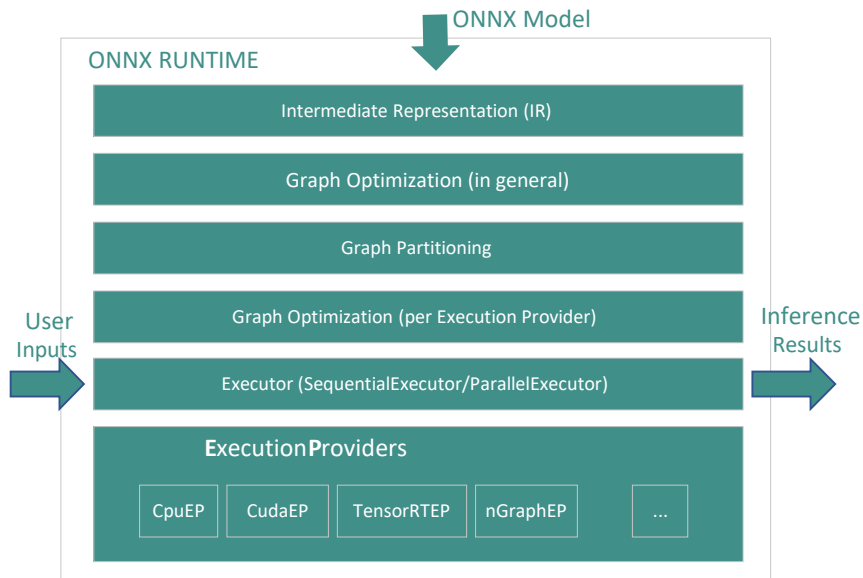 ONNX Model
ONNX RUNTIME
Intermediate Representation (IR)
Graph Optimization (in general)
Graph Partitioning
Graph Optimization (per Execution Provider)
User
Inputs
Inference
Results
Executor (SequentialExecutor/ParallelExecutor)
ExecutionProviders
CpuEP
CudaEP
TensorRTEP
nGraphEP
...